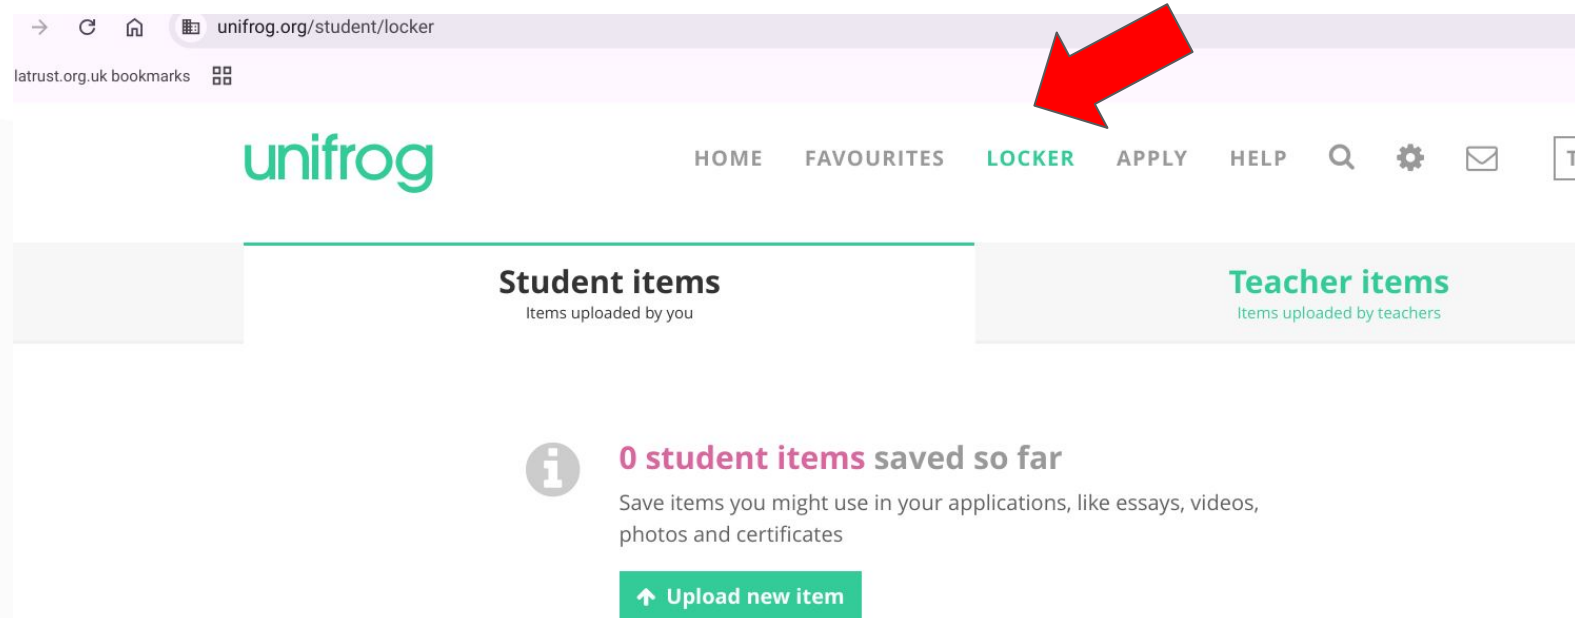 unifrog.org/student/locker
latrust.org.uk bookmarks
unifrog
HOME FAVOURITES LOCKER APPLY HELP T
Student items
Items uploaded by you
Teacher items
Items uploaded by teachers
0 student items saved so far
Save items you might use in your applications, like essays, videos,
photos and certificates
Upload new item